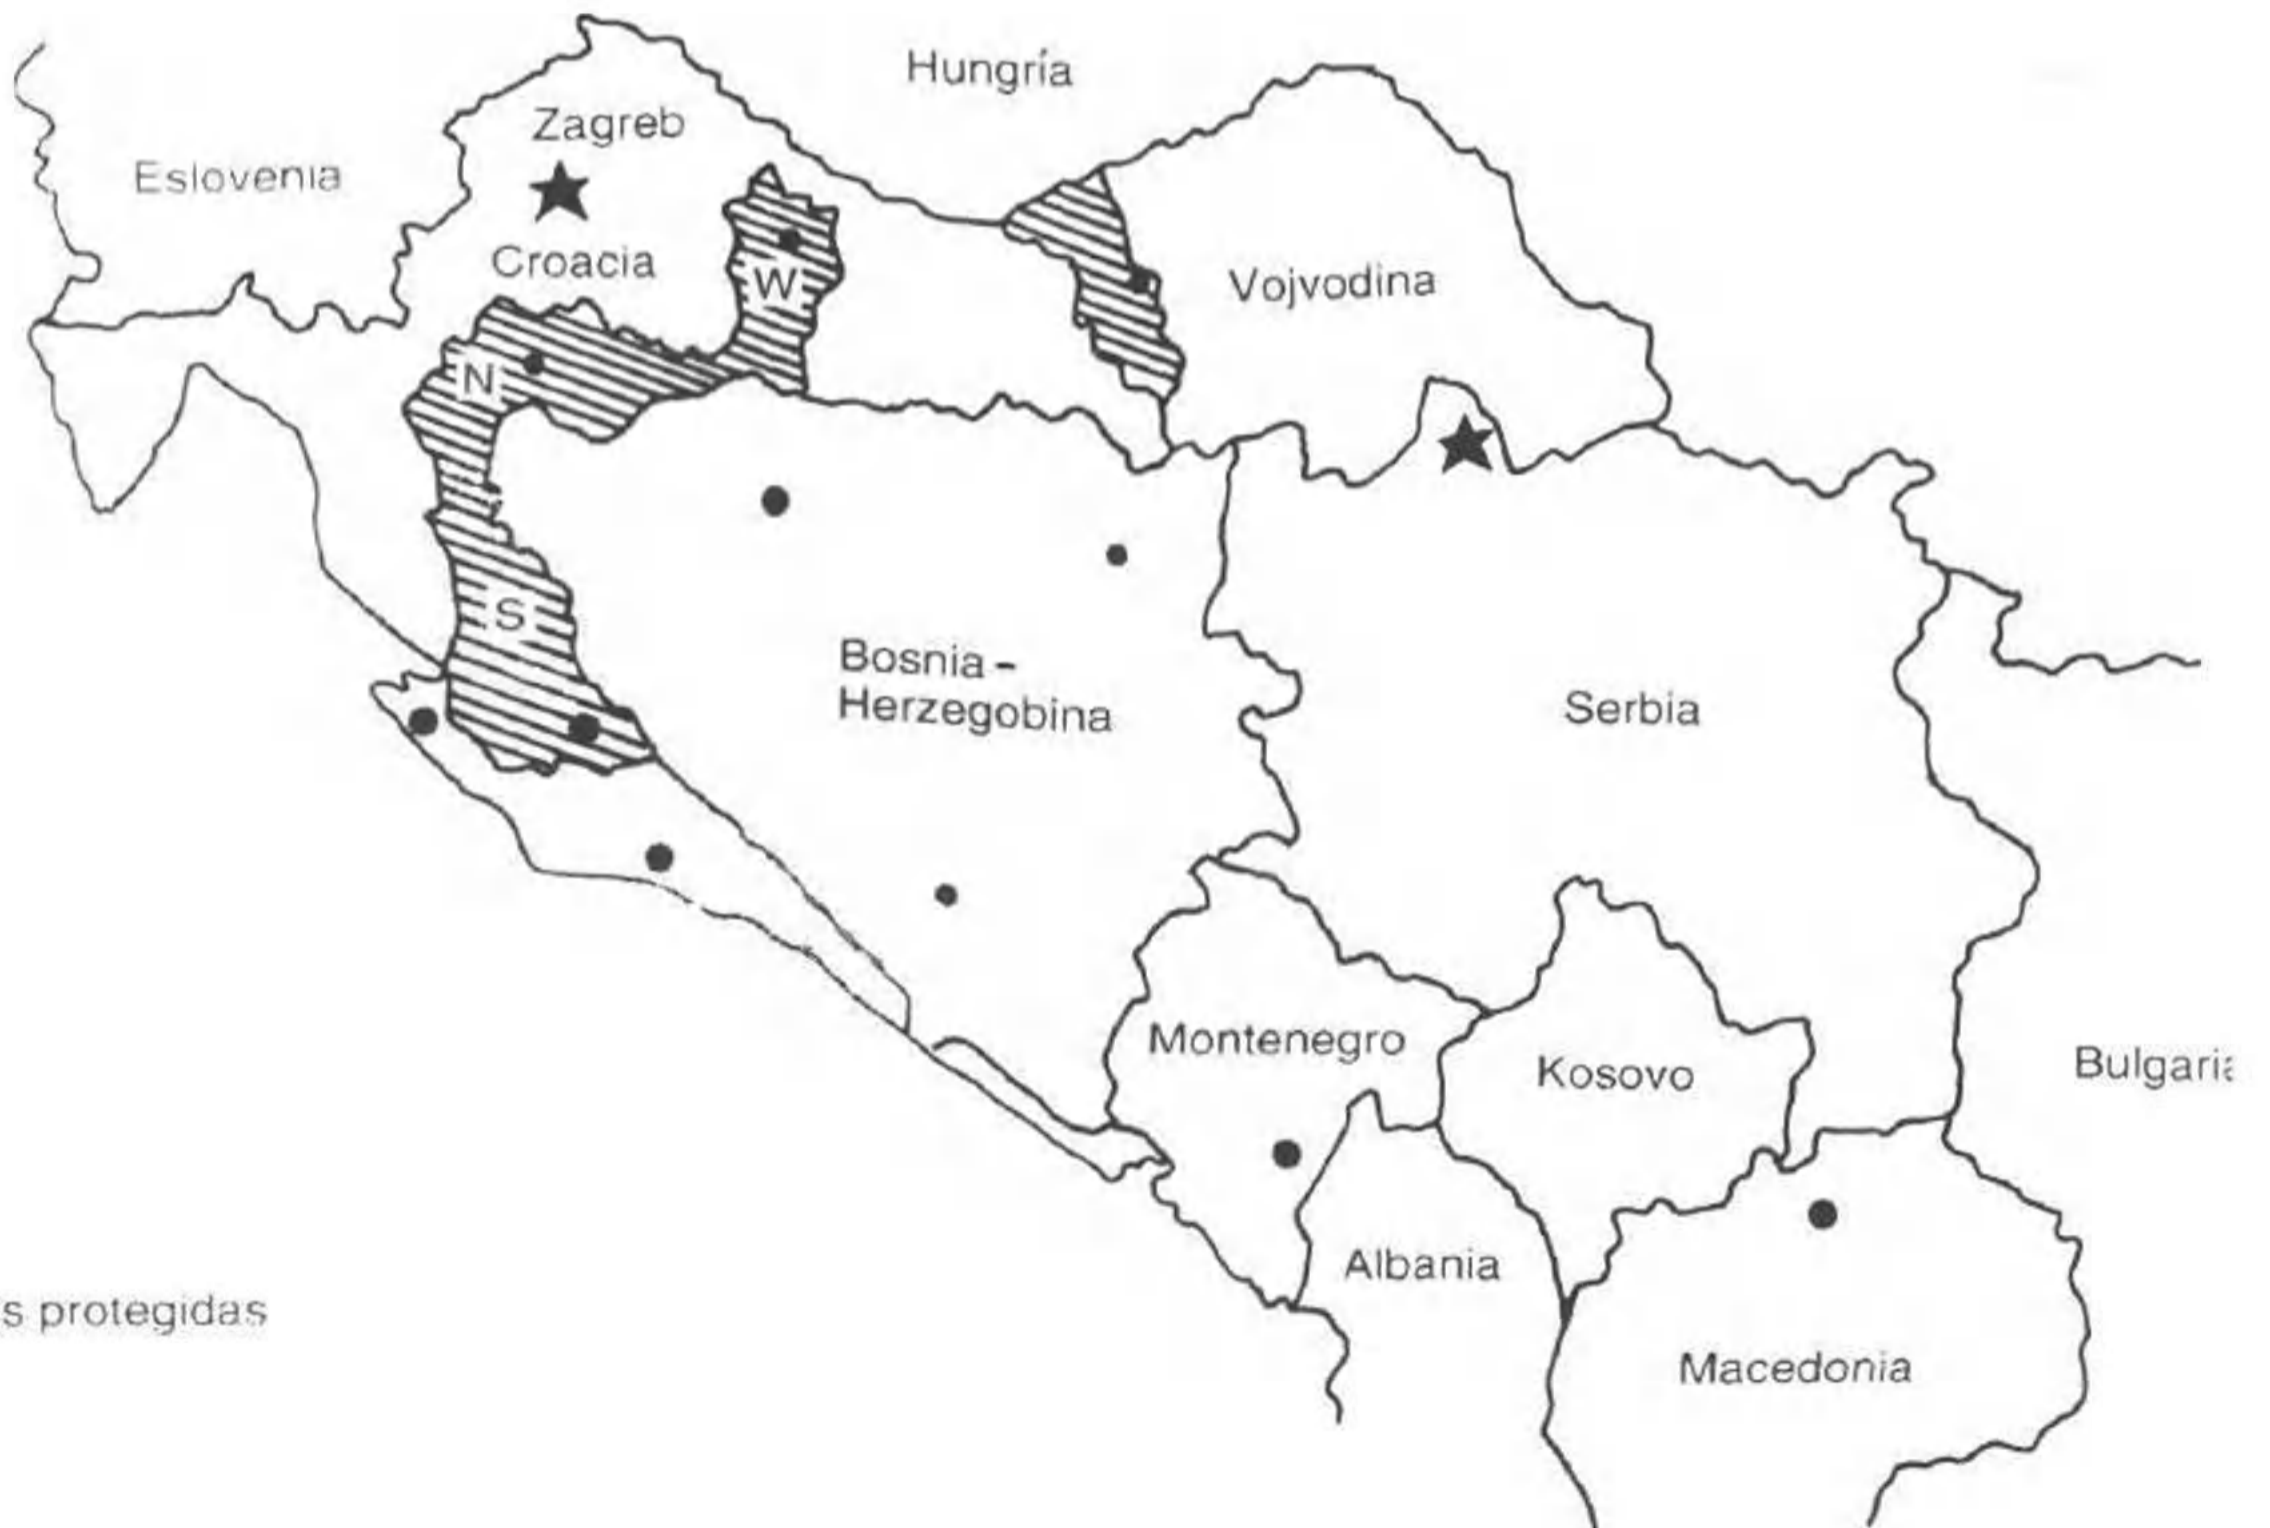 Hungría
Zagreb
Eslovenia
Croacia
W
Vojvodina
N
S
Bosnia -
Herzegobina
Serbia
Montenegro
Kosovo
Bulgari
Albania
s protegidas
Macedonia